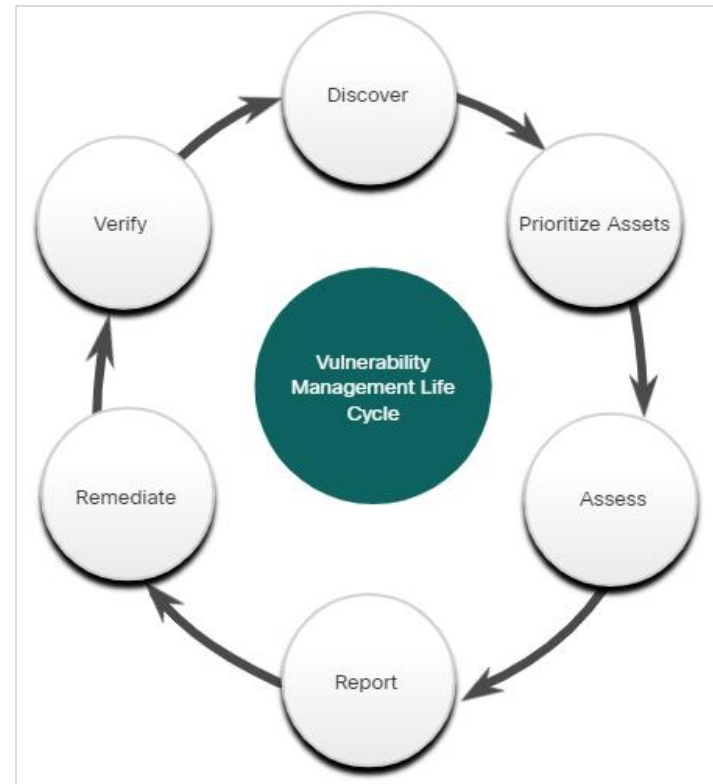 Discover
Prioritize Assets
Assess
Report
Remediate
Verify
Vulnerability
Management Life
Cycle